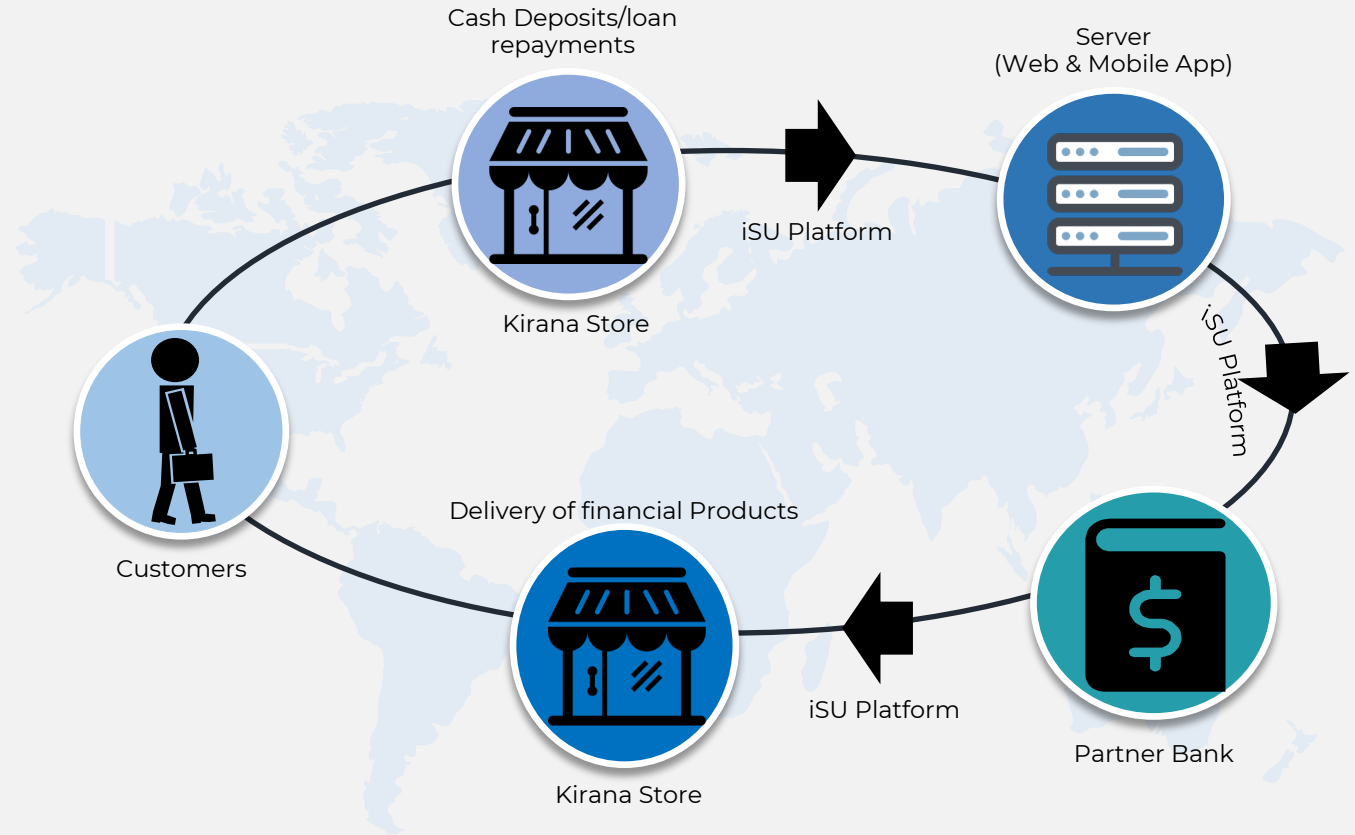 Cash Deposits/loan
repayments
Server
(Web & Mobile App)
iSU Platform
Kirana Store
iSU Platform
Delivery of financial Products
Customers
iSU Platform
Partner Bank
Kirana Store